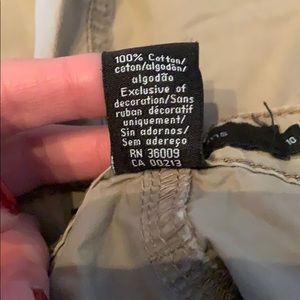 100% Cotton/
coton/algodón/
algodão
Exclusive of
decoration/Sans
ruban décoratif
uniquement/
Sin adornos/
Sem adereço
RN 36009
CA 00213
10